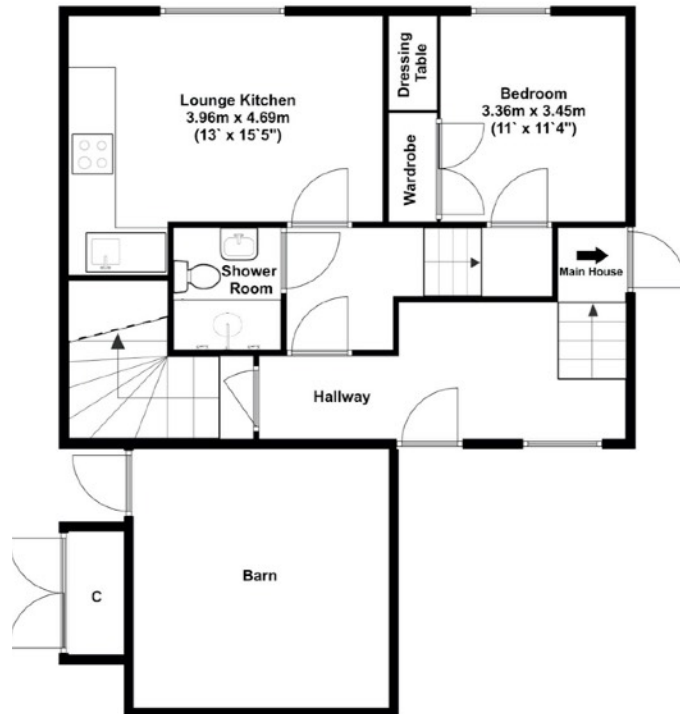 Lounge Kitchen
3.96m x 4.69m
(13` x 15`5")
Dressing
Table
Wardrobe
Bedroom
3.36m x 3.45m
(11` x 11`4")
Shower
Room
Main House
Hallway
Barn
C